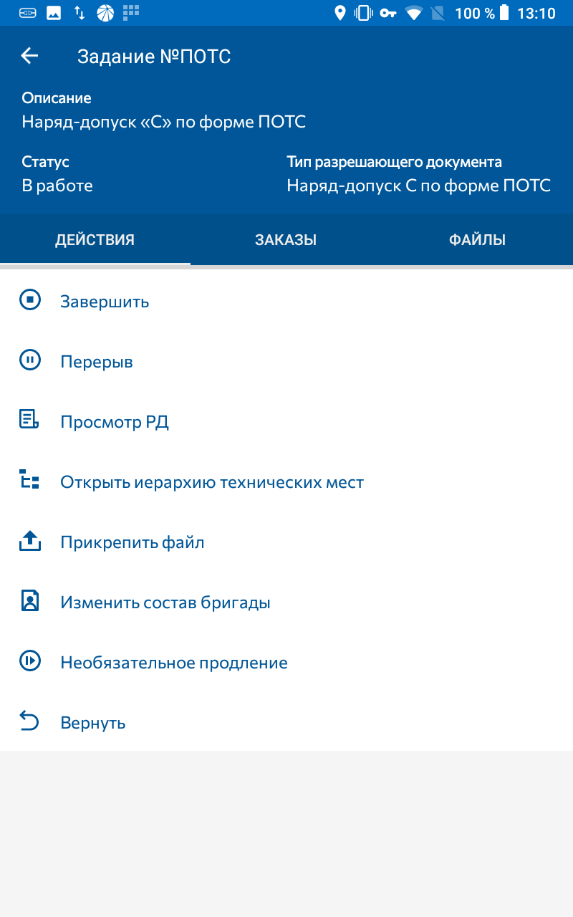 100 % 13:10
Задание №ПОТС
Описание
Наряд-допуск «С» по форме ПОТС
Статус Тип разрешающего документа
В работе Наряд-допуск С по форме ПОТС
ДЕЙСТВИЯ ЗАКАЗЫ ФАЙЛЫ
Завершить
Перерыв
Просмотр РД
Открыть иерархию технических мест
Прикрепить файл
Изменить состав бригады
Необязательное продление
Вернуть